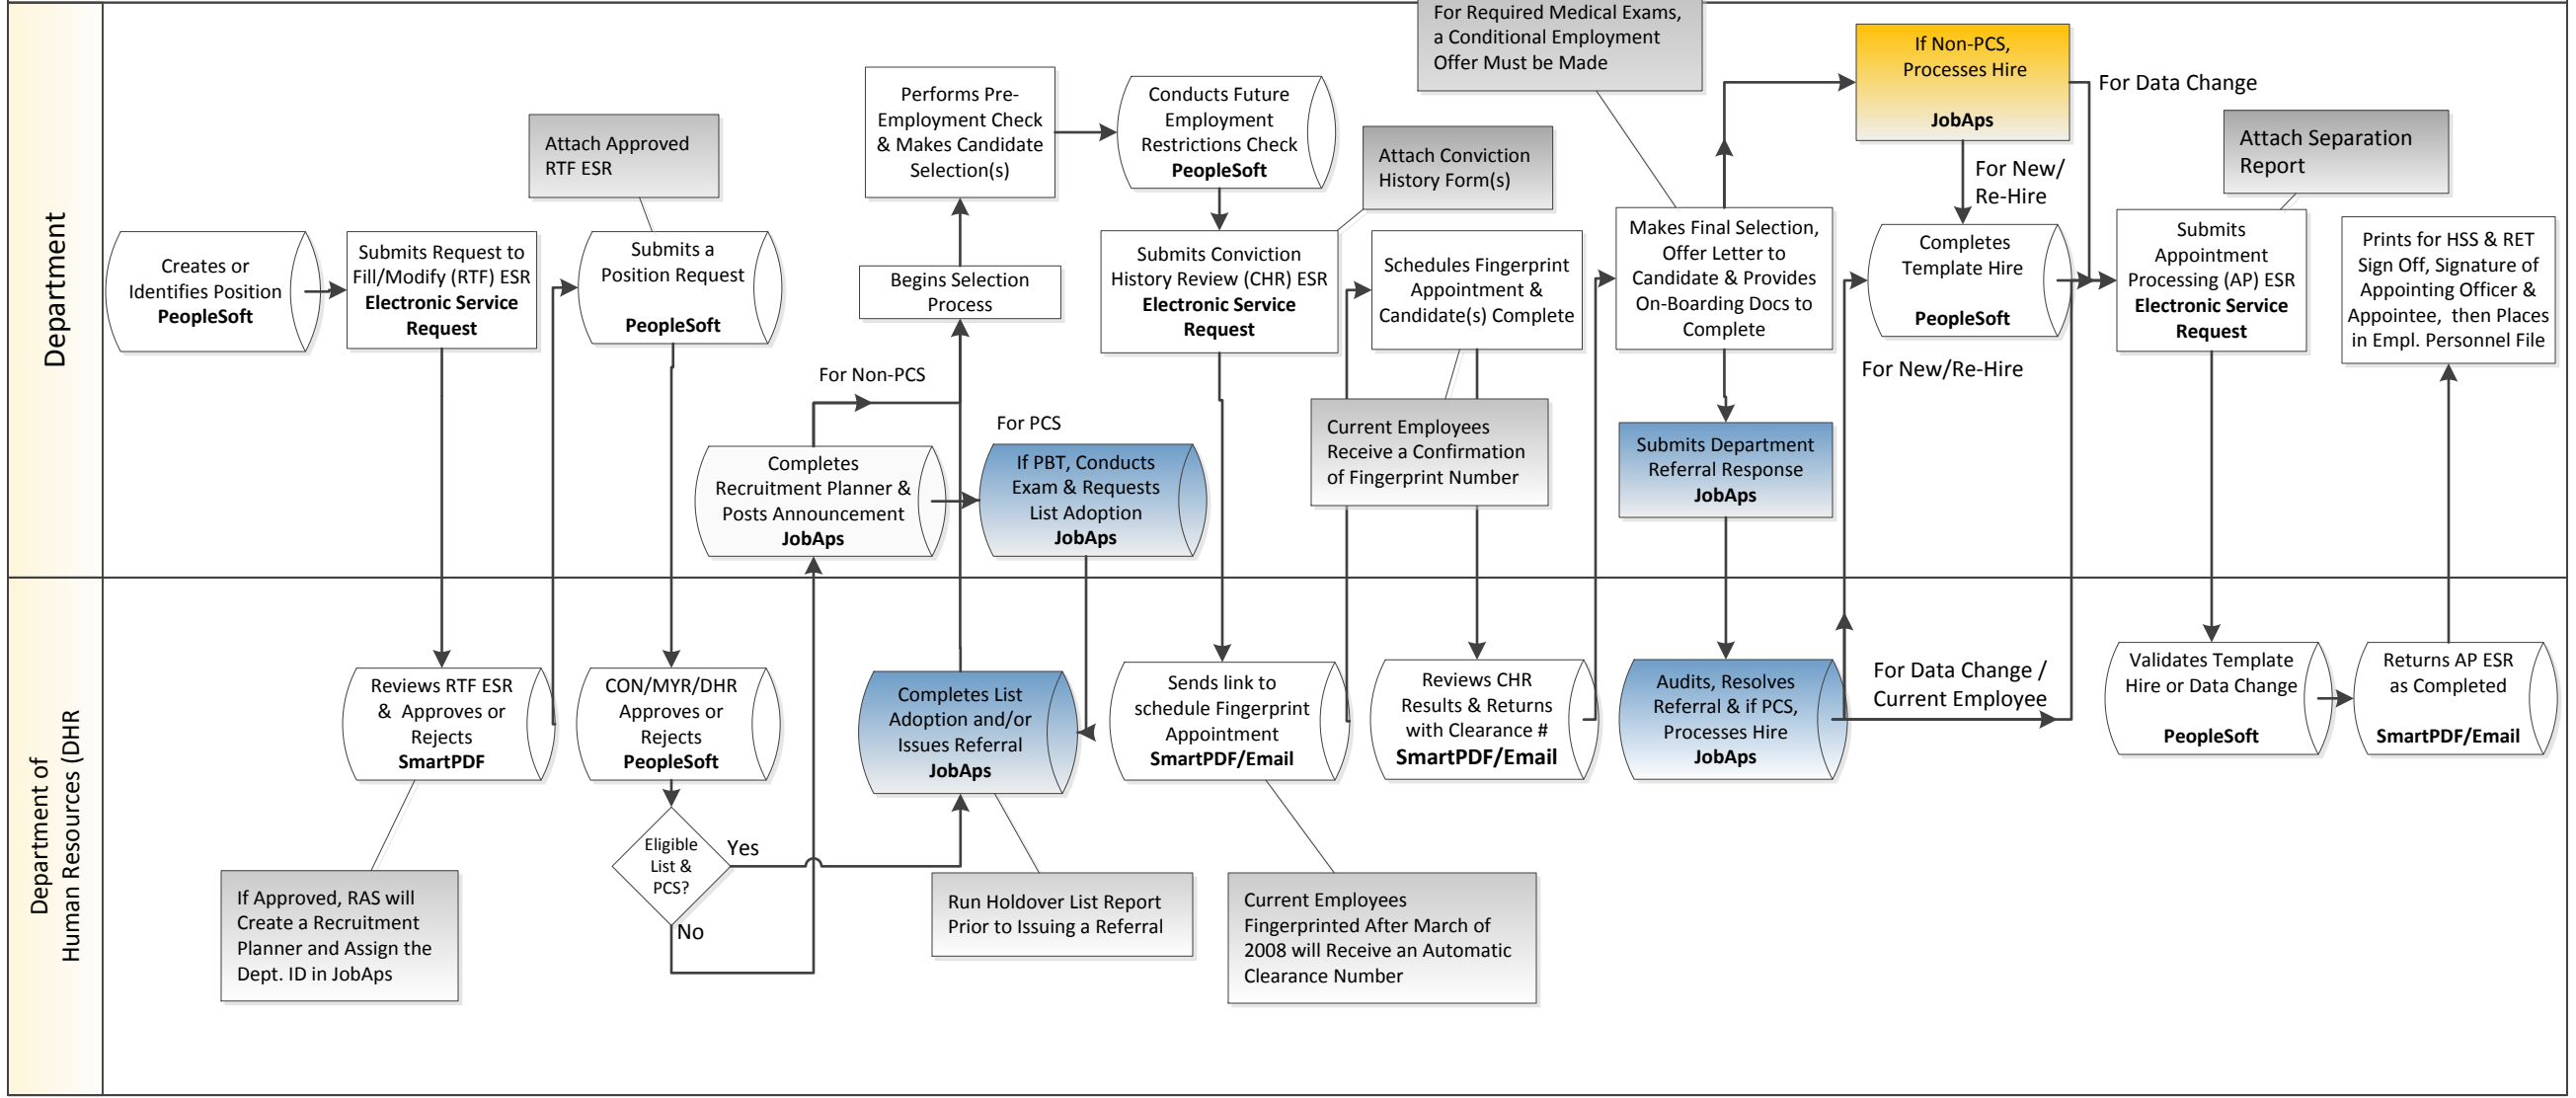 Department
Department of
Human Resources (DHR
Creates or
Identifies Position
PeopleSoft
Submits Request to
Fill/Modify (RTF) ESR
Electronic Service
Request
Attach Approved
RTF ESR
Submits a
Position Request
PeopleSoft
Reviews RTF ESR
& Approves or
Rejects
SmartPDF
If Approved, RAS will
Create a Recruitment
Planner and Assign the
Dept. ID in JobAps
CON/MYR/DHR
Approves or
Rejects
PeopleSoft
Eligible
List &
PCS?
Yes
No
Completes
Recruitment Planner &
Posts Announcement
JobAps
For Non-PCS
For PCS
If PBT, Conducts
Exam & Requests
List Adoption
JobAps
Completes List
Adoption and/or
Issues Referral
JobAps
Run Holdover List Report
Prior to Issuing a Referral
Begins Selection
Process
Performs Pre-
Employment Check
& Makes Candidate
Selection(s)
Conducts Future
Employment
Restrictions Check
PeopleSoft
Attach Conviction
History Form(s)
Submits Conviction
History Review (CHR) ESR
Electronic Service
Request
Sends link to
schedule Fingerprint
Appointment
SmartPDF/Email
Current Employees
Fingerprinted After March of
2008 will Receive an Automatic
Clearance Number
Schedules Fingerprint
Appointment &
Candidate(s) Complete
Current Employees
Receive a Confirmation
of Fingerprint Number
Reviews CHR
Results & Returns
with Clearance #
SmartPDF/Email
For Required Medical Exams,
a Conditional Employment
Offer Must be Made
Makes Final Selection,
Offer Letter to
Candidate & Provides
On-Boarding Docs to
Complete
Submits Department
Referral Response
JobAps
Audits, Resolves
Referral & if PCS,
Processes Hire
JobAps
If Non-PCS,
Processes Hire
JobAps
For Data Change
For New/
Re-Hire
Completes
Template Hire
PeopleSoft
For New/Re-Hire
For Data Change /
Current Employee
Attach Separation
Report
Submits
Appointment
Processing (AP) ESR
Electronic Service
Request
Validates Template
Hire or Data Change
PeopleSoft
Returns AP ESR
as Completed
SmartPDF/Email
Prints for HSS & RET
Sign Off, Signature of
Appointing Officer &
Appointee, then Places
in Empl. Personnel File